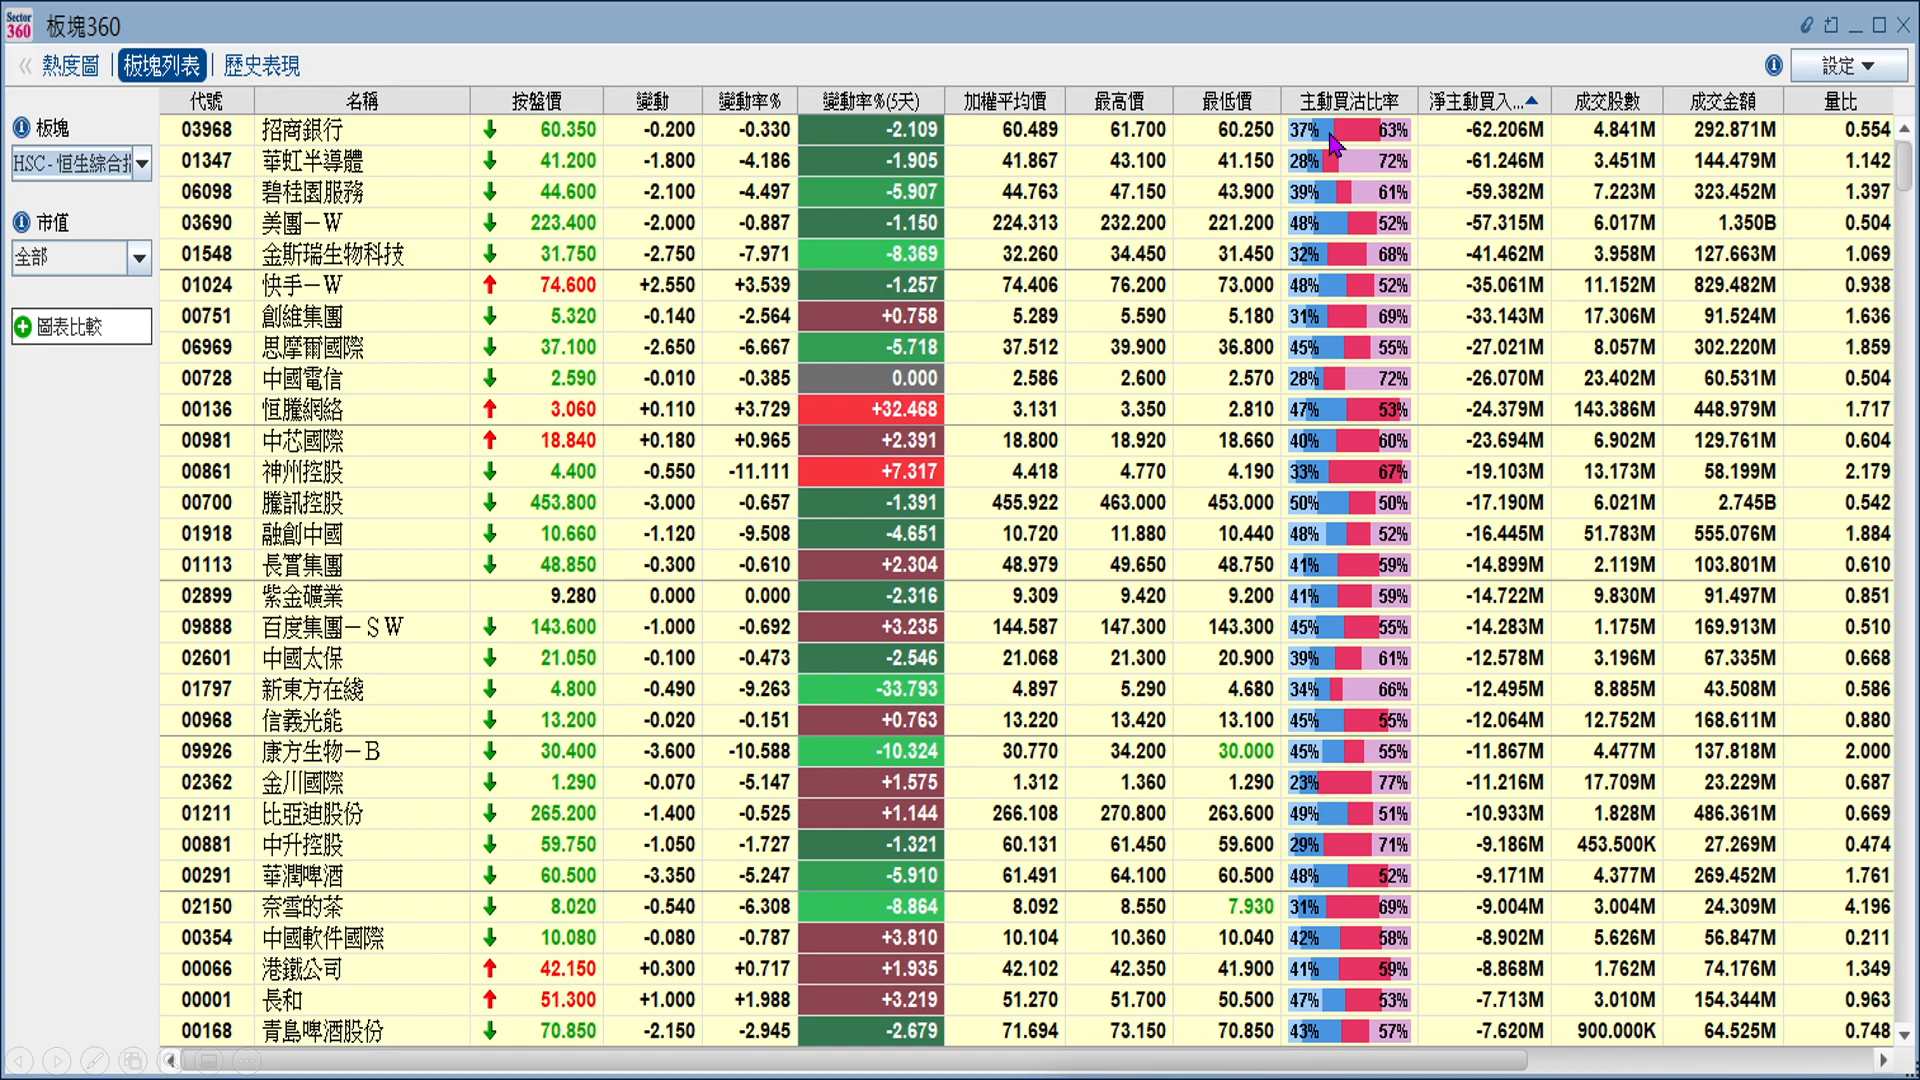 Sector 360 板塊360
熱度圖 板塊列表 歷史表現 設定
板塊
HSC - 恒生綜合指
市值
全部
圖表比較
代號 名稱 按盤價 變動 變動率% 變動率%(5天) 加權平均價 最高價 最低價 主動買沽比率 淨主動買入... 成交股數 成交金額 量比
03968 招商銀行 60.350 -0.200 -0.330 -2.109 60.489 61.700 60.250 37% 63% -62.206M 4.841M 292.871M 0.554
01347 華虹半導體 41.200 -1.800 -4.186 -1.905 41.867 43.100 41.150 28% 72% -61.246M 3.451M 144.479M 1.142
06098 碧桂園服務 44.600 -2.100 -4.497 -5.907 44.763 47.150 43.900 39% 61% -59.382M 7.223M 323.452M 1.397
03690 美團－W 223.400 -2.000 -0.887 -1.150 224.313 232.200 221.200 48% 52% -57.315M 6.017M 1.350B 0.504
01548 金斯瑞生物科技 31.750 -2.750 -7.971 -8.369 32.260 34.450 31.450 32% 68% -41.462M 3.958M 127.663M 1.069
01024 快手－W 74.600 +2.550 +3.539 -1.257 74.406 76.200 73.000 48% 52% -35.061M 11.152M 829.482M 0.938
00751 創維集團 5.320 -0.140 -2.564 +0.758 5.289 5.590 5.180 31% 69% -33.143M 17.306M 91.524M 1.636
06969 思摩爾國際 37.100 -2.650 -6.667 -5.718 37.512 39.900 36.800 45% 55% -27.021M 8.057M 302.220M 1.859
00728 中國電信 2.590 -0.010 -0.385 0.000 2.586 2.600 2.570 28% 72% -26.070M 23.402M 60.531M 0.504
00136 恒騰網絡 3.060 +0.110 +3.729 +32.468 3.131 3.350 2.810 47% 53% -24.379M 143.386M 448.979M 1.717
00981 中芯國際 18.840 +0.180 +0.965 +2.391 18.800 18.920 18.660 40% 60% -23.694M 6.902M 129.761M 0.604
00861 神州控股 4.400 -0.550 -11.111 +7.317 4.418 4.770 4.190 33% 67% -19.103M 13.173M 58.199M 2.179
00700 騰訊控股 453.800 -3.000 -0.657 -1.391 455.922 463.000 453.000 50% 50% -17.190M 6.021M 2.745B 0.542
01918 融創中國 10.660 -1.120 -9.508 -4.651 10.720 11.880 10.440 48% 52% -16.445M 51.783M 555.076M 1.884
01113 長實集團 48.850 -0.300 -0.610 +2.304 48.979 49.650 48.750 41% 59% -14.899M 2.119M 103.801M 0.610
02899 紫金礦業 9.280 0.000 0.000 -2.316 9.309 9.420 9.200 41% 59% -14.722M 9.830M 91.497M 0.851
09888 百度集團－ＳＷ 143.600 -1.000 -0.692 +3.235 144.587 147.300 143.300 45% 55% -14.283M 1.175M 169.913M 0.510
02601 中國太保 21.050 -0.100 -0.473 -2.546 21.068 21.300 20.900 39% 61% -12.578M 3.196M 67.335M 0.668
01797 新東方在綫 4.800 -0.490 -9.263 -33.793 4.897 5.290 4.680 34% 66% -12.495M 8.885M 43.508M 0.586
00968 信義光能 13.200 -0.020 -0.151 +0.763 13.220 13.420 13.100 45% 55% -12.064M 12.752M 168.611M 0.880
09926 康方生物－B 30.400 -3.600 -10.588 -10.324 30.770 34.200 30.000 45% 55% -11.867M 4.477M 137.818M 2.000
02362 金川國際 1.290 -0.070 -5.147 +1.575 1.312 1.360 1.290 23% 77% -11.216M 17.709M 23.229M 0.687
01211 比亞迪股份 265.200 -1.400 -0.525 +1.144 266.108 270.800 263.600 49% 51% -10.933M 1.828M 486.361M 0.669
00881 中升控股 59.750 -1.050 -1.727 -1.321 60.131 61.450 59.600 29% 71% -9.186M 453.500K 27.269M 0.474
00291 華潤啤酒 60.500 -3.350 -5.247 -5.910 61.491 64.100 60.500 48% 52% -9.171M 4.377M 269.452M 1.761
02150 奈雪的茶 8.020 -0.540 -6.308 -8.864 8.092 8.550 7.930 31% 69% -9.004M 3.004M 24.309M 4.196
00354 中國軟件國際 10.080 -0.080 -0.787 +3.810 10.104 10.360 10.040 42% 58% -8.902M 5.626M 56.847M 0.211
00066 港鐵公司 42.150 +0.300 +0.717 +1.935 42.102 42.350 41.900 41% 59% -8.868M 1.762M 74.176M 1.349
00001 長和 51.300 +1.000 +1.988 +3.219 51.270 51.700 50.500 47% 53% -7.713M 3.010M 154.344M 0.963
00168 青島啤酒股份 70.850 -2.150 -2.945 -2.679 71.694 73.150 70.850 43% 57% -7.620M 900.000K 64.525M 0.748